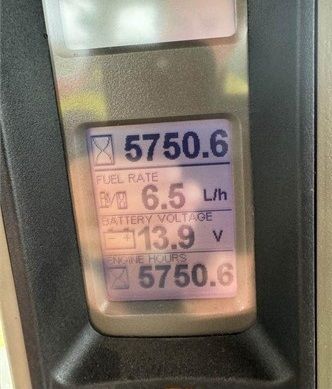 5750.6
FUEL RATE
6.5 L/h
BATTERY VOLTAGE
13.9 V
ENGINE HOURS
5750.6